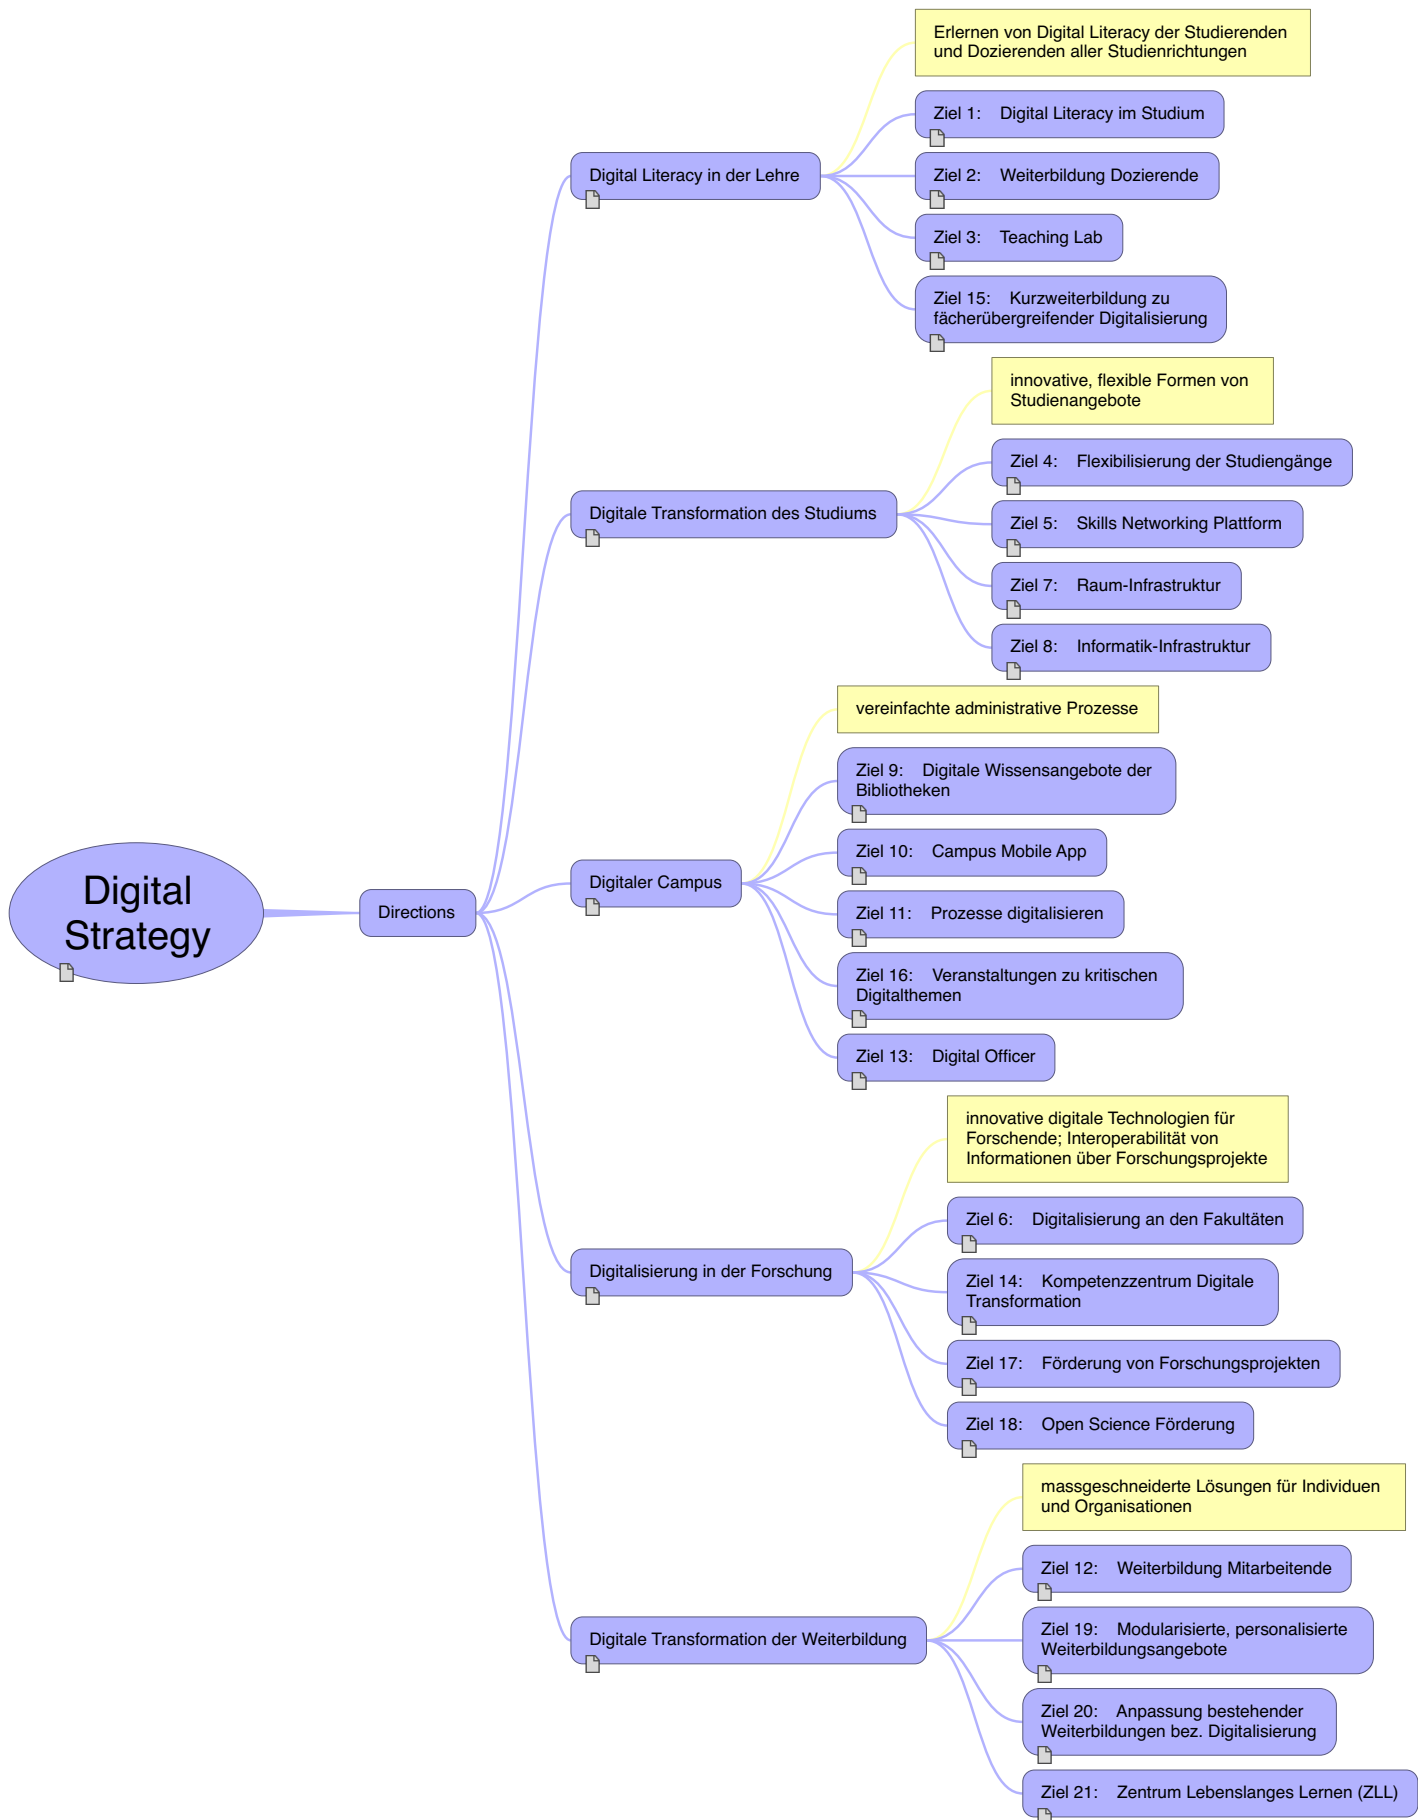 Digital
Strategy
Directions
Digital Literacy in der Lehre
Erlernen von Digital Literacy der Studierenden
und Dozierenden aller Studienrichtungen
Ziel 1: Digital Literacy im Studium
Ziel 2: Weiterbildung Dozierende
Ziel 3: Teaching Lab
Ziel 15: Kurzweiterbildung zu
fächerübergreifender Digitalisierung
Digitale Transformation des Studiums
innovative, flexible Formen von
Studienangebote
Ziel 4: Flexibilisierung der Studiengänge
Ziel 5: Skills Networking Plattform
Ziel 7: Raum-Infrastruktur
Ziel 8: Informatik-Infrastruktur
Digitaler Campus
vereinfachte administrative Prozesse
Ziel 9: Digitale Wissensangebote der
Bibliotheken
Ziel 10: Campus Mobile App
Ziel 11: Prozesse digitalisieren
Ziel 16: Veranstaltungen zu kritischen
Digitalthemen
Ziel 13: Digital Officer
Digitalisierung in der Forschung
innovative digitale Technologien für
Forschende; Interoperabilität von
Informationen über Forschungsprojekte
Ziel 6: Digitalisierung an den Fakultäten
Ziel 14: Kompetenzzentrum Digitale
Transformation
Ziel 17: Förderung von Forschungsprojekten
Ziel 18: Open Science Förderung
Digitale Transformation der Weiterbildung
massgeschneiderte Lösungen für Individuen
und Organisationen
Ziel 12: Weiterbildung Mitarbeitende
Ziel 19: Modularisierte, personalisierte
Weiterbildungsangebote
Ziel 20: Anpassung bestehender
Weiterbildungen bez. Digitalisierung
Ziel 21: Zentrum Lebenslanges Lernen (ZLL)